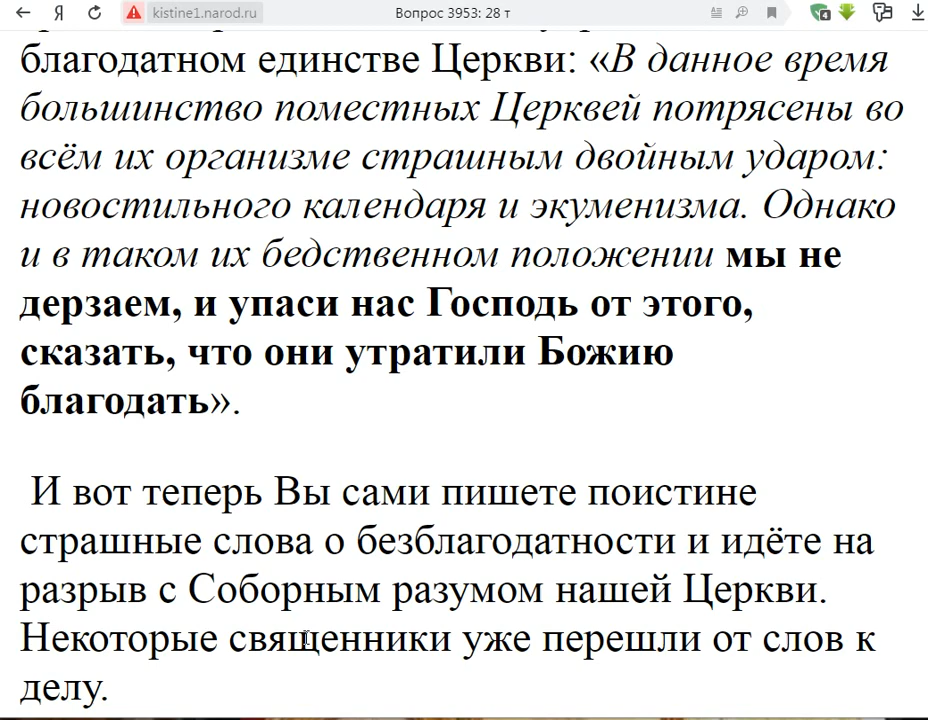 Я
kistine1.narod.ru
Вопрос 3953: 28 т
4
благодатном единстве Церкви: «В данное время
большинство поместных Церквей потрясены во
всём их организме страшным двойным ударом:
новостильного календаря и экуменизма. Однако
и в таком их бедственном положении мы не
дерзаем, и упаси нас Господь от этого,
сказать, что они утратили Божию
благодать».
И вот теперь Вы сами пишете поистине
страшные слова о безблагодатности и идёте на
разрыв с Соборным разумом нашей Церкви.
Некоторые священники уже перешли от слов к
делу.